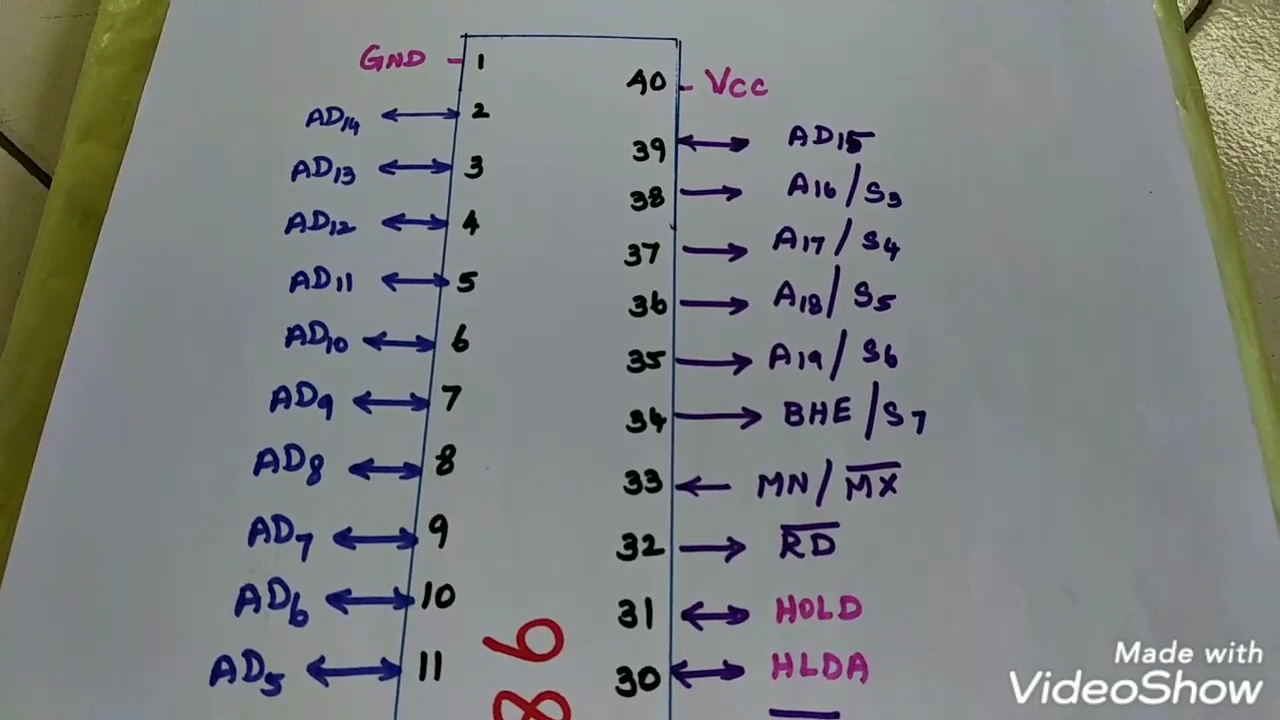 GND 1
40 Vcc
AD14 2
39 AD15
AD13 3
38 A16/S3
AD12 4
37 A17/S4
AD11 5
36 A18/S5
AD10 6
35 A19/S6
AD9 7
34 BHE/S7
AD8 8
33 MN/M̅X̅
AD7 9
32 R̅D̅
AD6 10
31 HOLD
AD5 11
30 HLDA
86
Made with
VideoShow